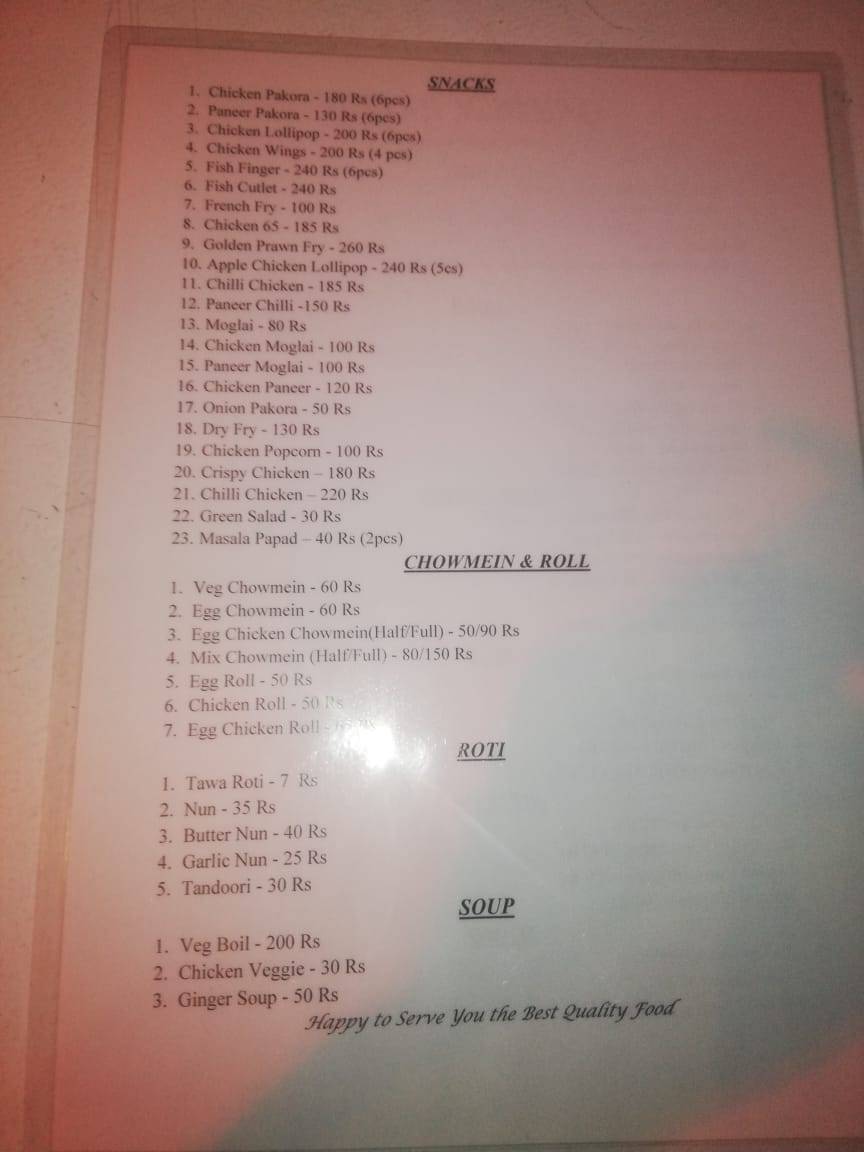 SNACKS
1. Chicken Pakora - 180 Rs (6pcs)
2. Paneer Pakora - 130 Rs (6pcs)
3. Chicken Lollipop - 200 Rs (6pcs)
4. Chicken Wings - 200 Rs (4 pcs)
5. Fish Finger - 240 Rs (6pcs)
6. Fish Cutlet - 240 Rs
7. French Fry - 100 Rs
8. Chicken 65 - 185 Rs
9. Golden Prawn Fry - 260 Rs
10. Apple Chicken Lollipop - 240 Rs (5cs)
11. Chilli Chicken - 185 Rs
12. Paneer Chilli -150 Rs
13. Moglai - 80 Rs
14. Chicken Moglai - 100 Rs
15. Paneer Moglai - 100 Rs
16. Chicken Paneer - 120 Rs
17. Onion Pakora - 50 Rs
18. Dry Fry - 130 Rs
19. Chicken Popcorn - 100 Rs
20. Crispy Chicken – 180 Rs
21. Chilli Chicken – 220 Rs
22. Green Salad - 30 Rs
23. Masala Papad – 40 Rs (2pcs)
CHOWMEIN & ROLL
1. Veg Chowmein - 60 Rs
2. Egg Chowmein - 60 Rs
3. Egg Chicken Chowmein(Half/Full) - 50/90 Rs
4. Mix Chowmein (Half/Full) - 80/150 Rs
5. Egg Roll - 50 Rs
6. Chicken Roll - 50 Rs
7. Egg Chicken Roll -
ROTI
1. Tawa Roti - 7 Rs
2. Nun - 35 Rs
3. Butter Nun - 40 Rs
4. Garlic Nun - 25 Rs
5. Tandoori - 30 Rs
SOUP
1. Veg Boil - 200 Rs
2. Chicken Veggie - 30 Rs
3. Ginger Soup - 50 Rs
Happy to Serve You the Best Quality Food